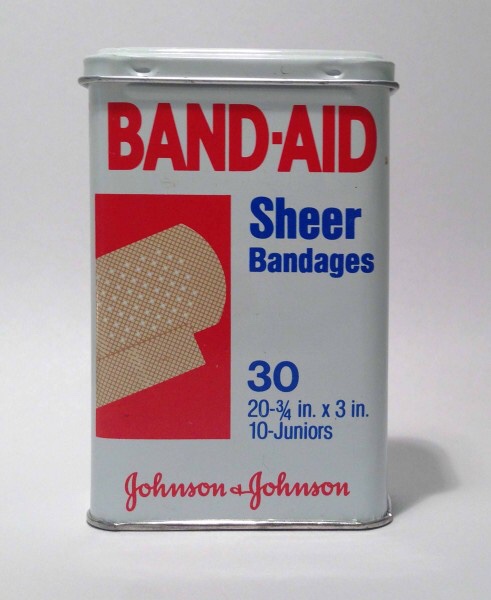 BAND-AID
Sheer
Bandages
30
20-¾ in. x 3 in.
10-Juniors
Johnson & Johnson